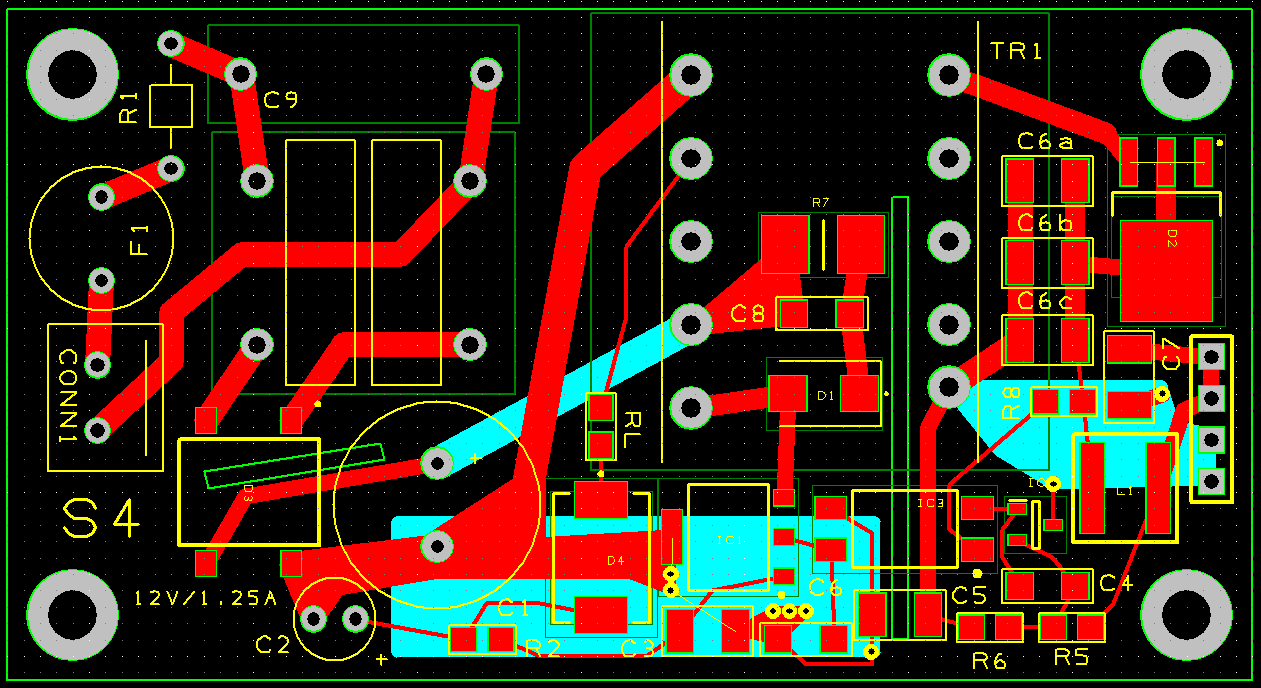 TR1
R1
C9
C6a
R7
F1
C6b
D2
C6c
C8
CONN1
C7
D1
R8
RL
D3
IC
L1
S4
IC3
IC1
D4
12V/1.25A
C1
C6
C5
C4
C2
R2
C3
R6
R5
+
+